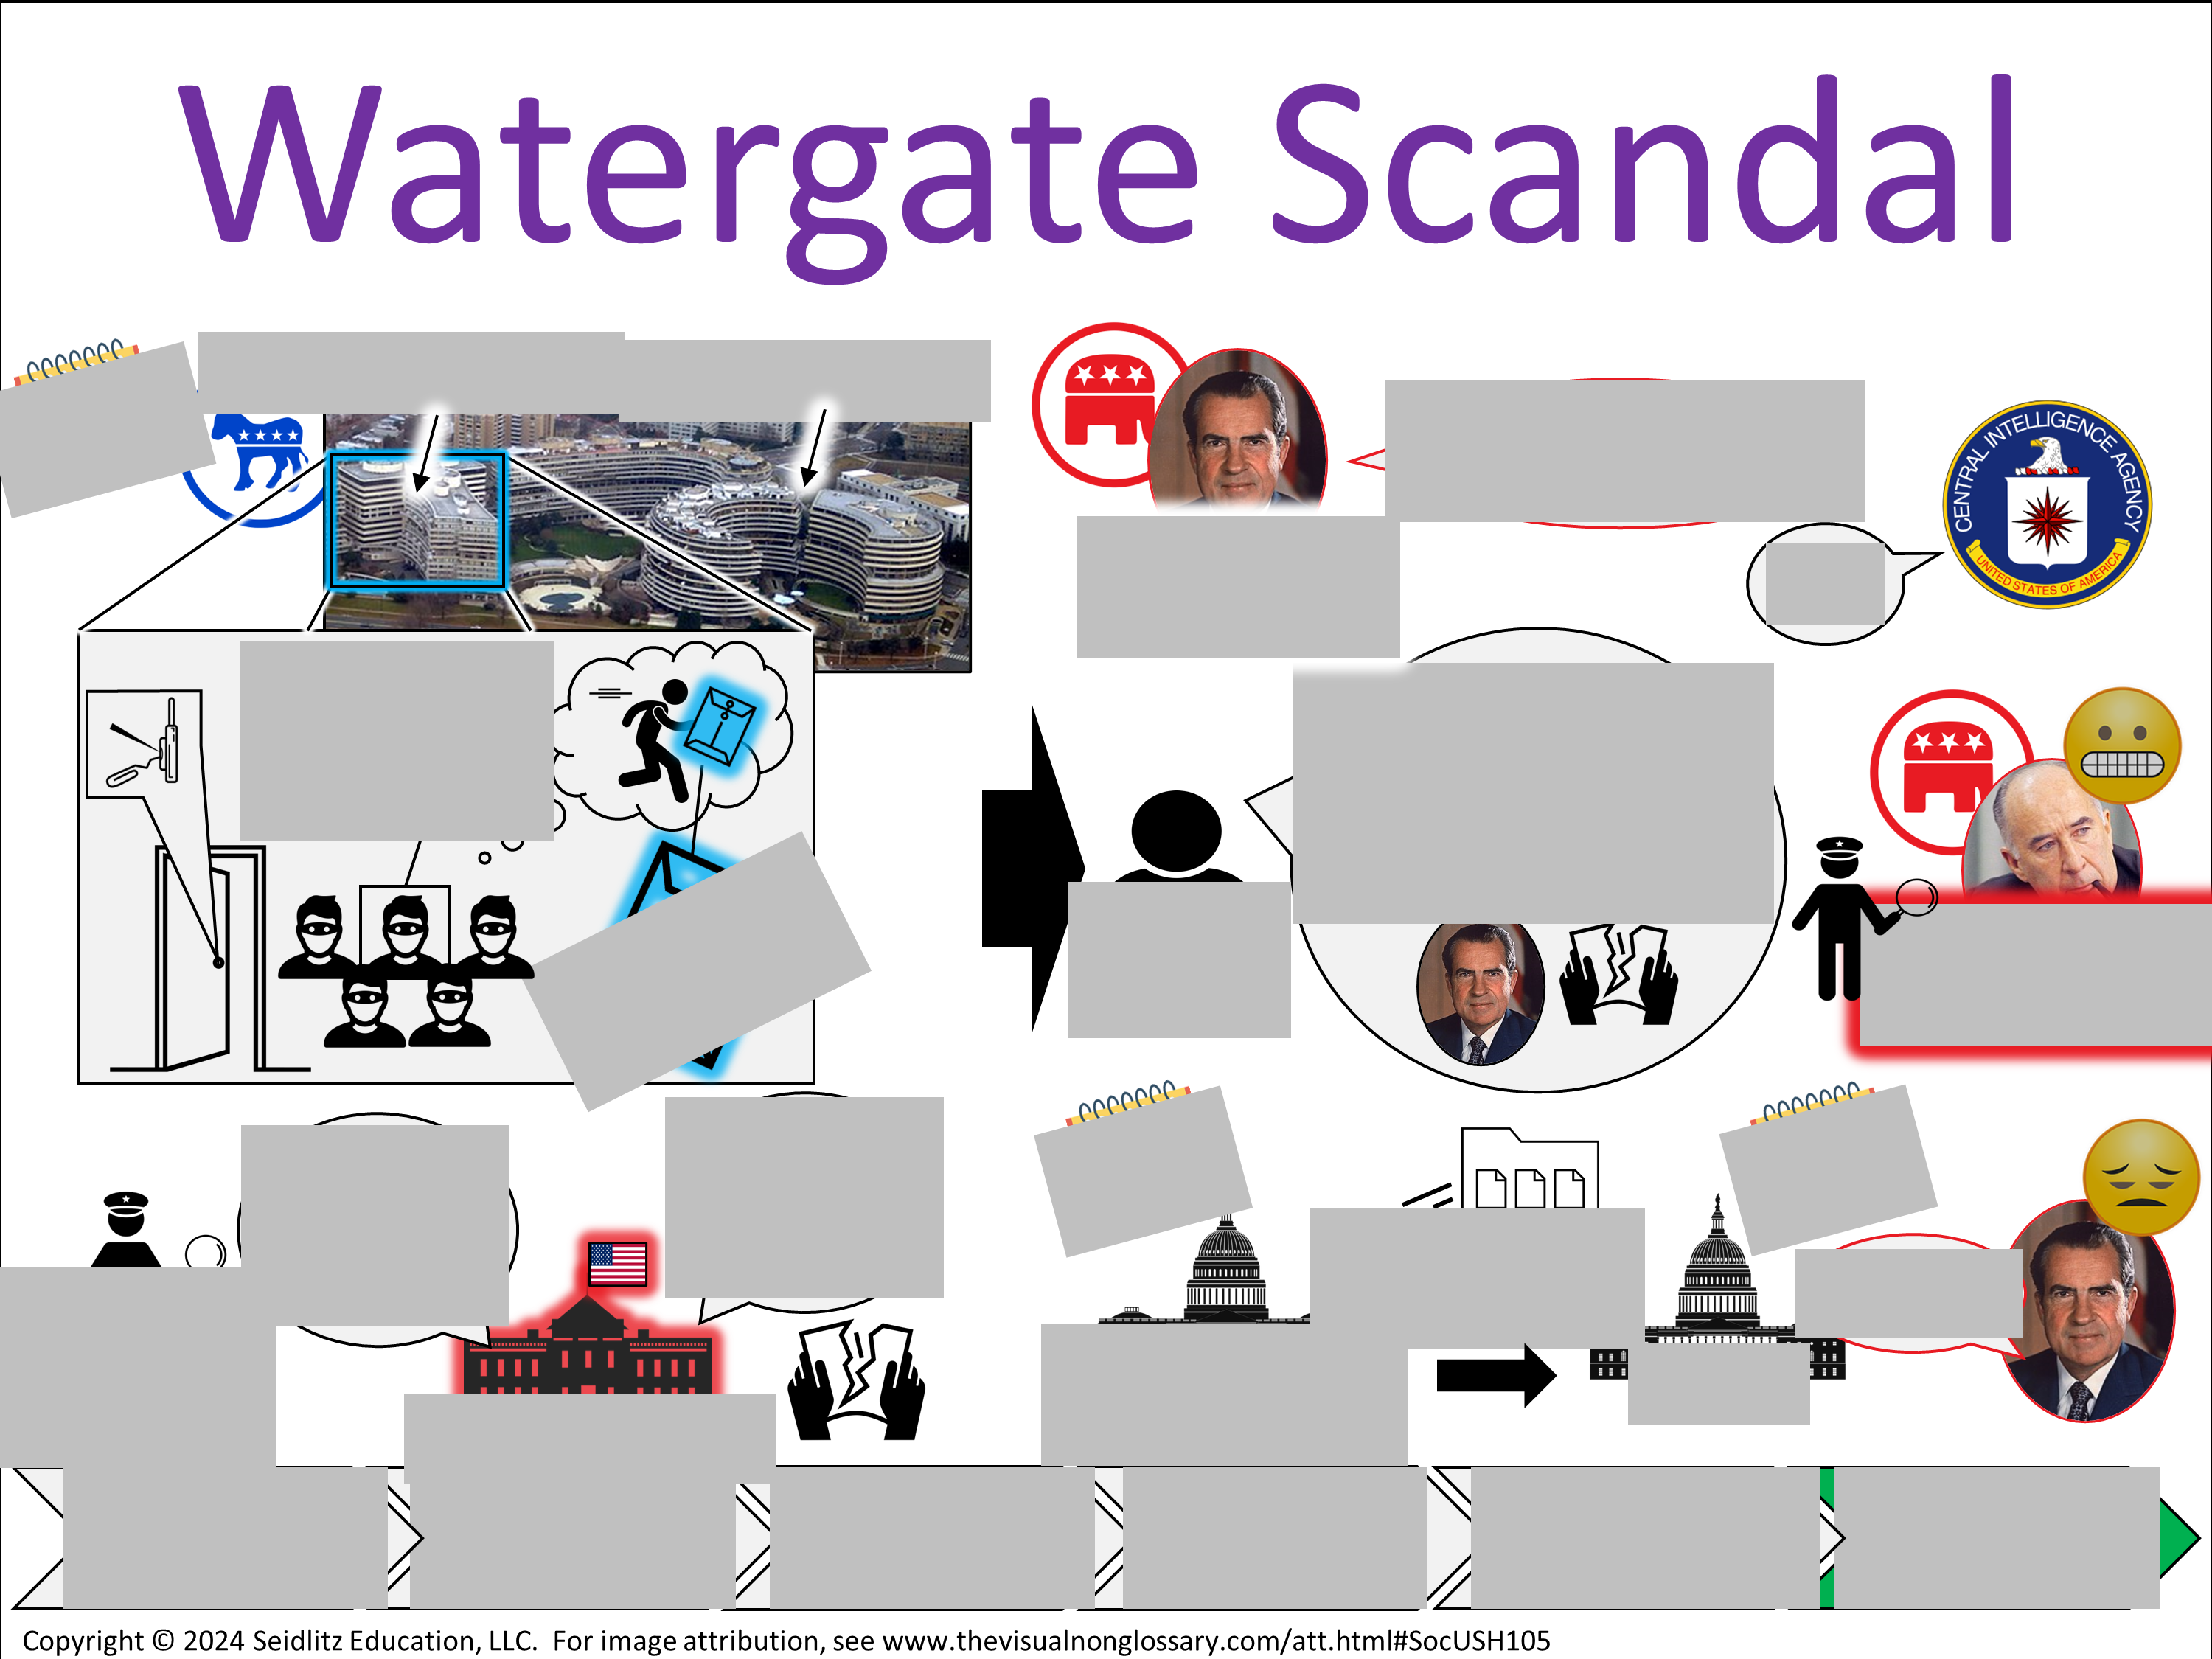 Watergate Scandal
CENTRAL INTELLIGENCE AGENCY
UNITED STATES OF AMERICA
Copyright © 2024 Seidlitz Education, LLC.  For image attribution, see www.thevisualnonglossary.com/att.html#SocUSH105